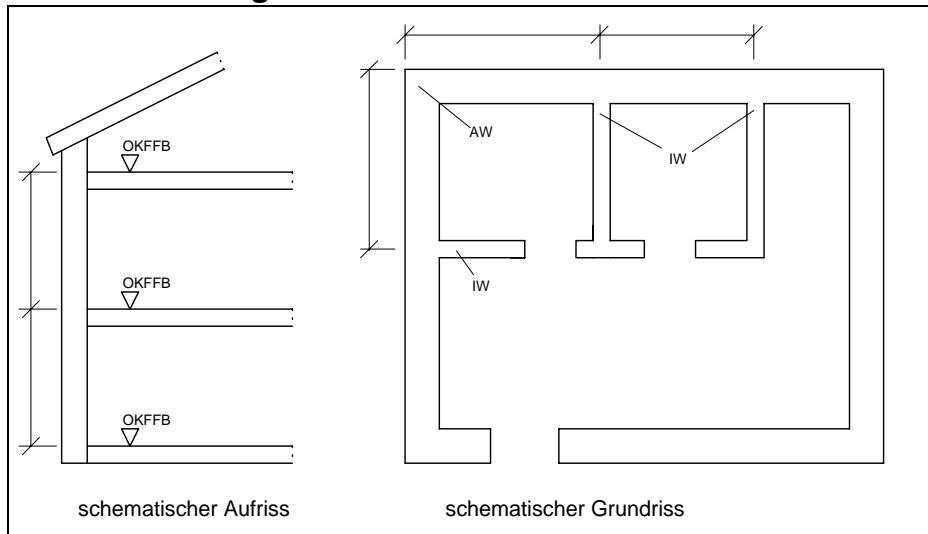 OKFFB
AW
IW
OKFFB
IW
OKFFB
schematischer Aufriss
schematischer Grundriss